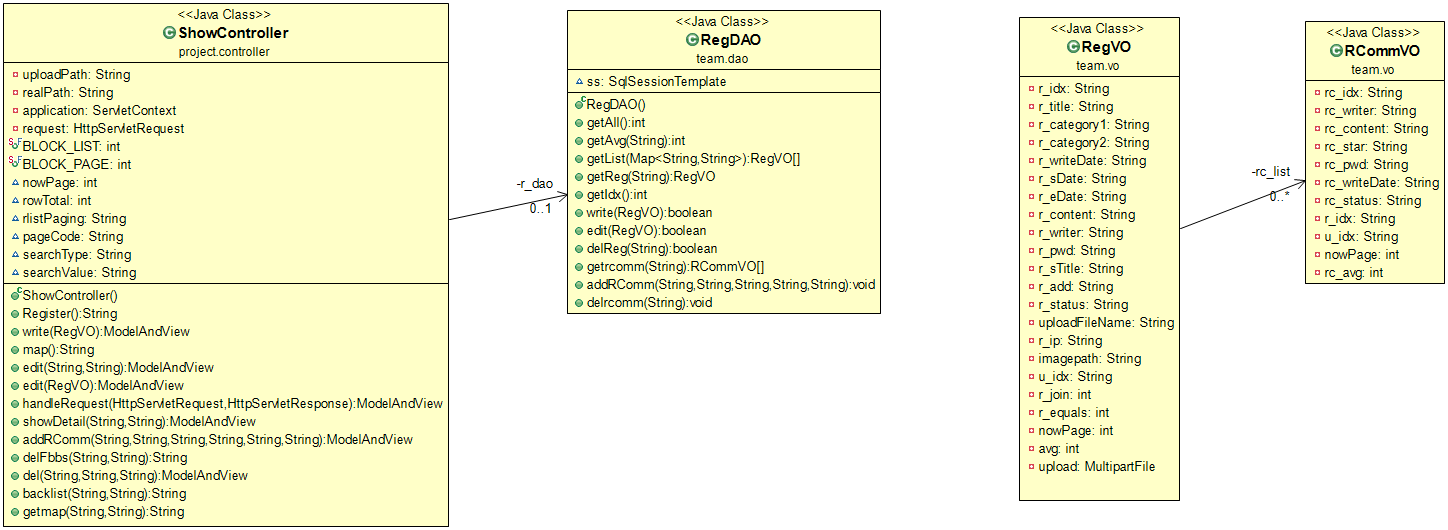 <<Java Class>>
ShowController
project.controller
uploadPath: String
realPath: String
application: ServletContext
request: HttpServletRequest
BLOCK_LIST: int
BLOCK_PAGE: int
nowPage: int
rowTotal: int
rlistPaging: String
pageCode: String
searchType: String
searchValue: String
ShowController()
Register():String
write(RegVO):ModelAndView
map():String
edit(String,String):ModelAndView
edit(RegVO):ModelAndView
handleRequest(HttpServletRequest,HttpServletResponse):ModelAndView
showDetail(String,String):ModelAndView
addRComm(String,String,String,String,String,String):ModelAndView
delFbbs(String,String):String
del(String,String,String):ModelAndView
backlist(String,String):String
getmap(String,String):String
-r_dao
0..1
<<Java Class>>
RegDAO
team.dao
ss: SqlSessionTemplate
RegDAO()
getAll():int
getAvg(String):int
getList(Map<String,String>):RegVO[]
getReg(String):RegVO
getIdx():int
write(RegVO):boolean
edit(RegVO):boolean
delReg(String):boolean
getrcomm(String):RCommVO[]
addRComm(String,String,String,String,String):void
delrcomm(String):void
<<Java Class>>
RegVO
team.vo
r_idx: String
r_title: String
r_category1: String
r_category2: String
r_writeDate: String
r_sDate: String
r_eDate: String
r_content: String
r_writer: String
r_pwd: String
r_sTitle: String
r_add: String
r_status: String
uploadFileName: String
r_ip: String
imagepath: String
u_idx: String
r_join: int
r_equals: int
nowPage: int
avg: int
upload: MultipartFile
-rc_list
0..*
<<Java Class>>
RCommVO
team.vo
rc_idx: String
rc_writer: String
rc_content: String
rc_star: String
rc_pwd: String
rc_writeDate: String
rc_status: String
r_idx: String
u_idx: String
nowPage: int
rc_avg: int